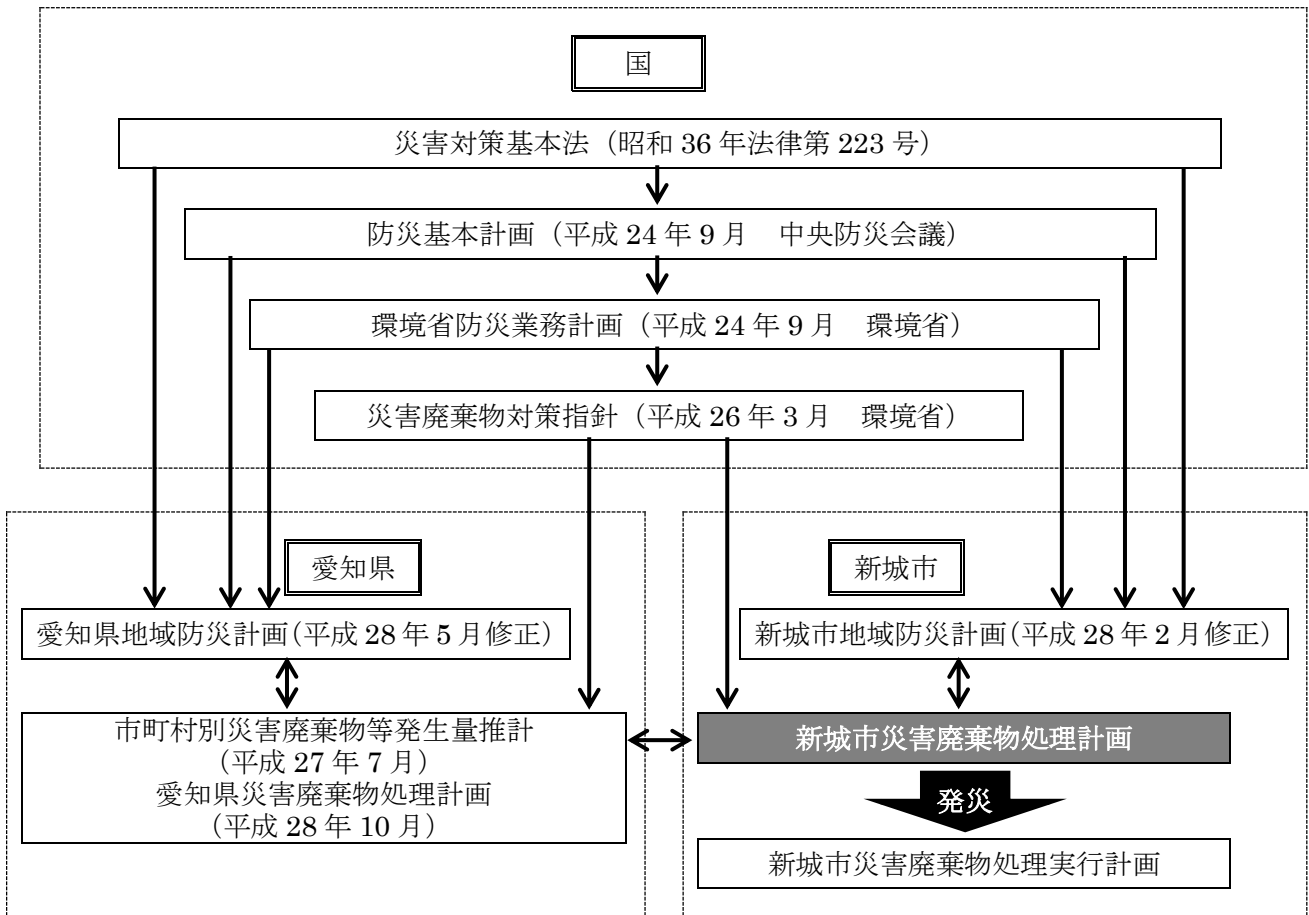 国
災害対策基本法（昭和 36 年法律第 223 号）
防災基本計画（平成 24 年 9 月　中央防災会議）
環境省防災業務計画（平成 24 年 9 月　環境省）
災害廃棄物対策指針（平成 26 年 3 月　環境省）
愛知県
愛知県地域防災計画（平成 28 年 5 月修正）
市町村別災害廃棄物等発生量推計
（平成 27 年 7 月）
愛知県災害廃棄物処理計画
（平成 28 年 10 月）
新城市
新城市地域防災計画（平成 28 年 2 月修正）
新城市災害廃棄物処理計画
発災
新城市災害廃棄物処理実行計画